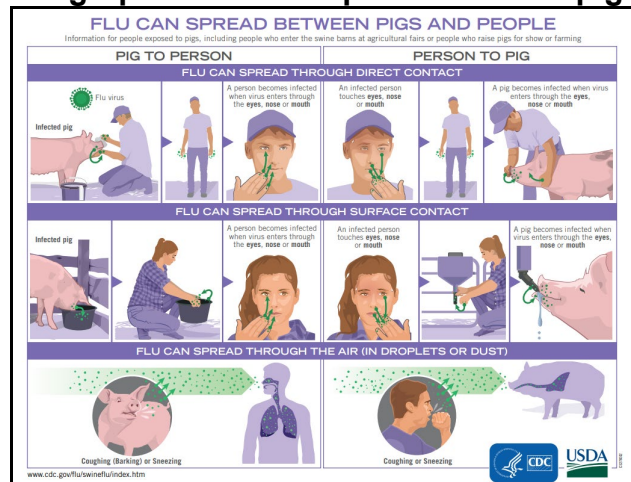 FLU CAN SPREAD BETWEEN PIGS AND PEOPLE
Information for people exposed to pigs, including people who enter the swine barns at agricultural fairs or people who raise pigs for show or farming
PIG TO PERSON
PERSON TO PIG
FLU CAN SPREAD THROUGH DIRECT CONTACT
Flu virus
Infected pig
A person becomes infected
when virus enters through
the eyes, nose or mouth
An infected person
touches eyes, nose
or mouth
A pig becomes infected when virus
enters through the eyes,
nose or mouth
FLU CAN SPREAD THROUGH SURFACE CONTACT
Infected pig
A person becomes infected
when virus enters through
the eyes, nose or mouth
An infected person
touches eyes, nose
or mouth
A pig becomes infected when
virus enters through the eyes,
nose or mouth
FLU CAN SPREAD THROUGH THE AIR (IN DROPLETS OR DUST)
Coughing (Barking) or Sneezing
Coughing or Sneezing
CDC
USDA
www.cdc.gov/flu/swineflu/index.htm